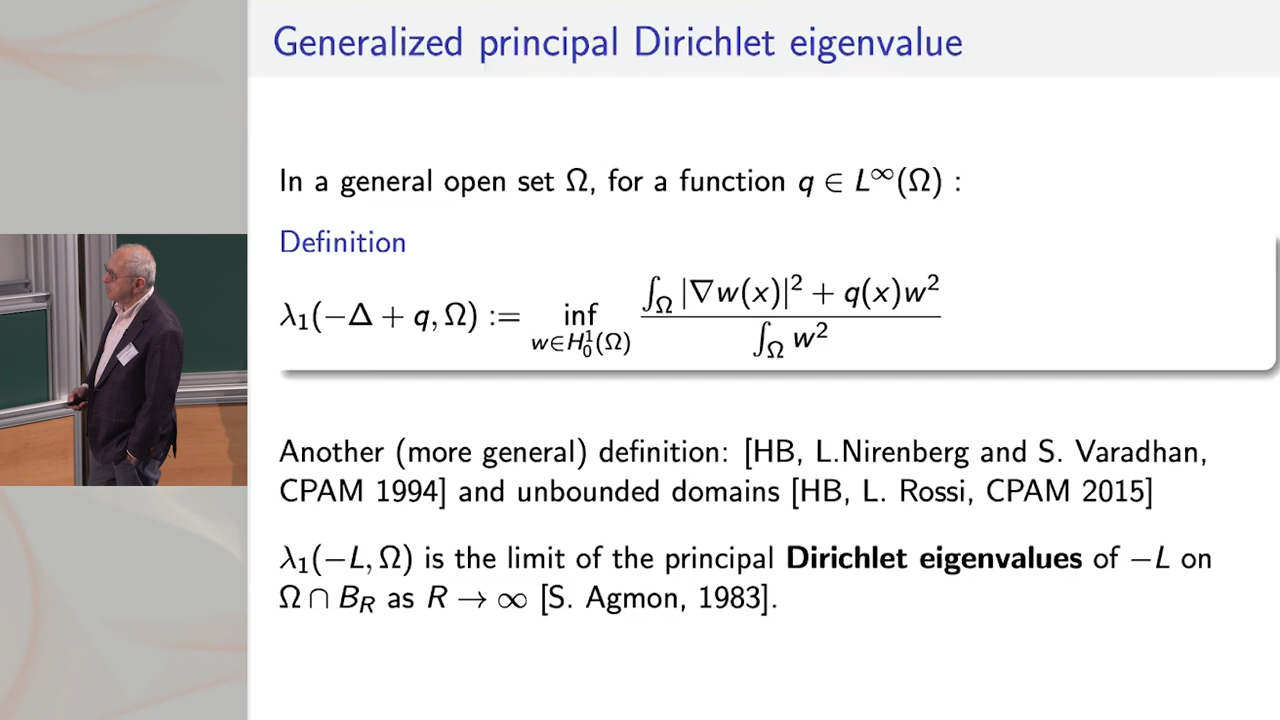 Generalized principal Dirichlet eigenvalue
In a general open set Ω, for a function q ∈ L^∞(Ω) :
Definition
λ₁(−Δ + q, Ω) := inf_{w∈H¹₀(Ω)} (∫_Ω |∇w(x)|² + q(x)w²) / (∫_Ω w²)
Another (more general) definition: [HB, L.Nirenberg and S. Varadhan,
CPAM 1994] and unbounded domains [HB, L. Rossi, CPAM 2015]
λ₁(−L, Ω) is the limit of the principal Dirichlet eigenvalues of −L on
Ω ∩ B_R as R → ∞ [S. Agmon, 1983].